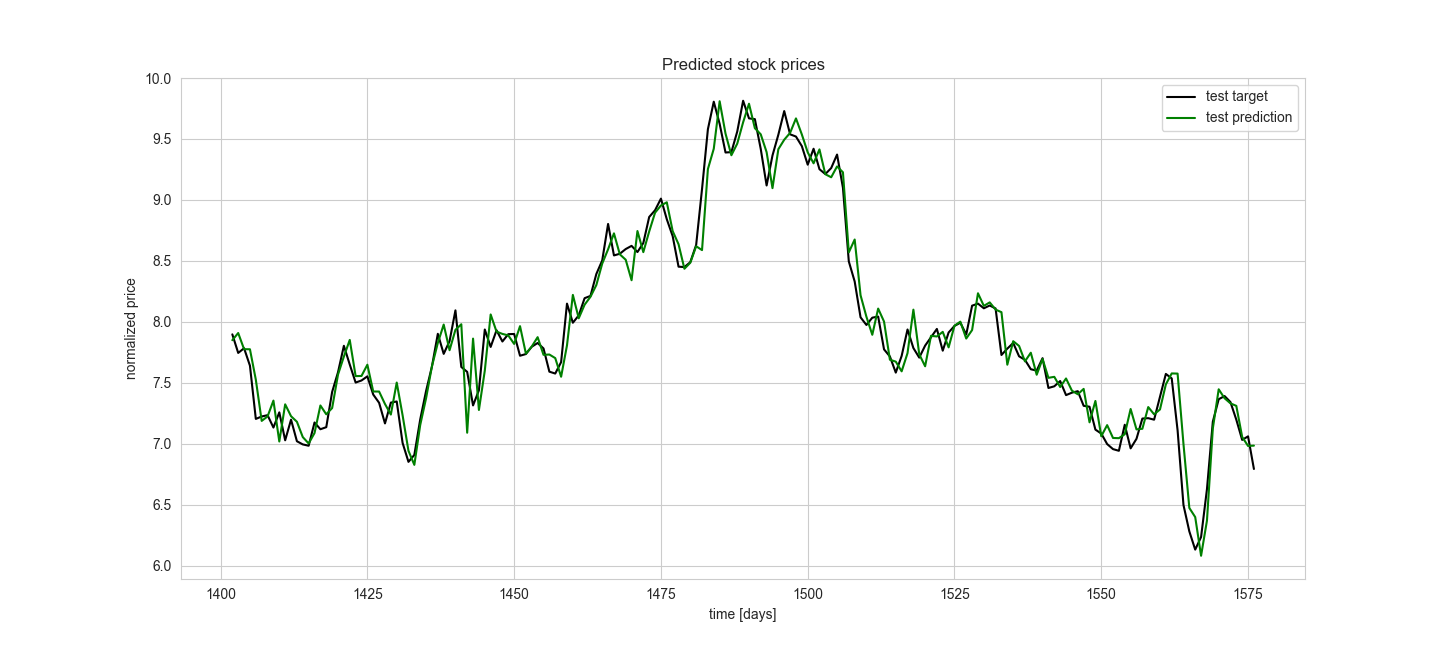 Predicted stock prices
test target
test prediction
normalized price
10.0
9.5
9.0
8.5
8.0
7.5
7.0
6.5
6.0
1400 1425 1450 1475 1500 1525 1550 1575
time [days]